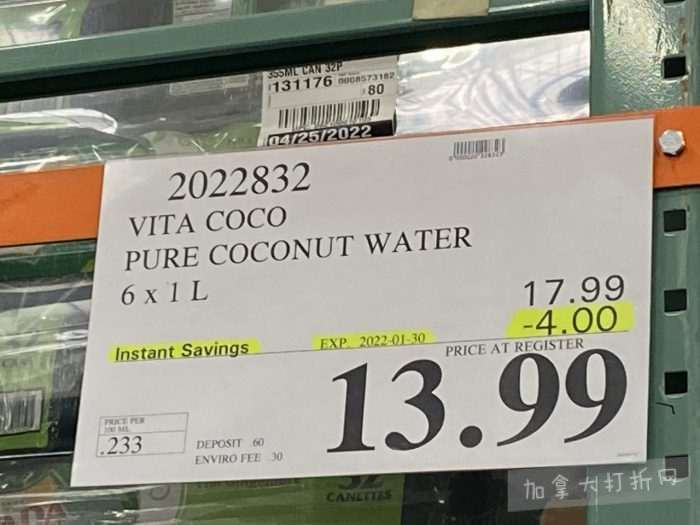 355ML CAN 32P
131176 0008573182
80
04/25/2022
2022832
VITA COCO
PURE COCONUT WATER
6 x 1 L
17.99
-4.00
Instant Savings EXP. 2022-01-30
PRICE AT REGISTER
13.99
PRICE PER
100 ML
.233
DEPOSIT .60
ENVIRO FEE .30
32
CANETTES
加拿大打折网